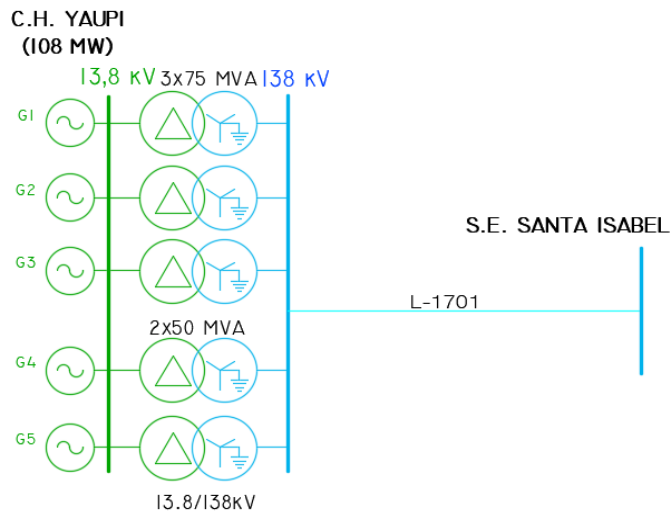 C.H. YAUPI
(108 MW)
13,8 kV 3x75 MVA 138 kV
G1
G2
G3
S.E. SANTA ISABEL
L-1701
2x50 MVA
G4
G5
13.8/138kV